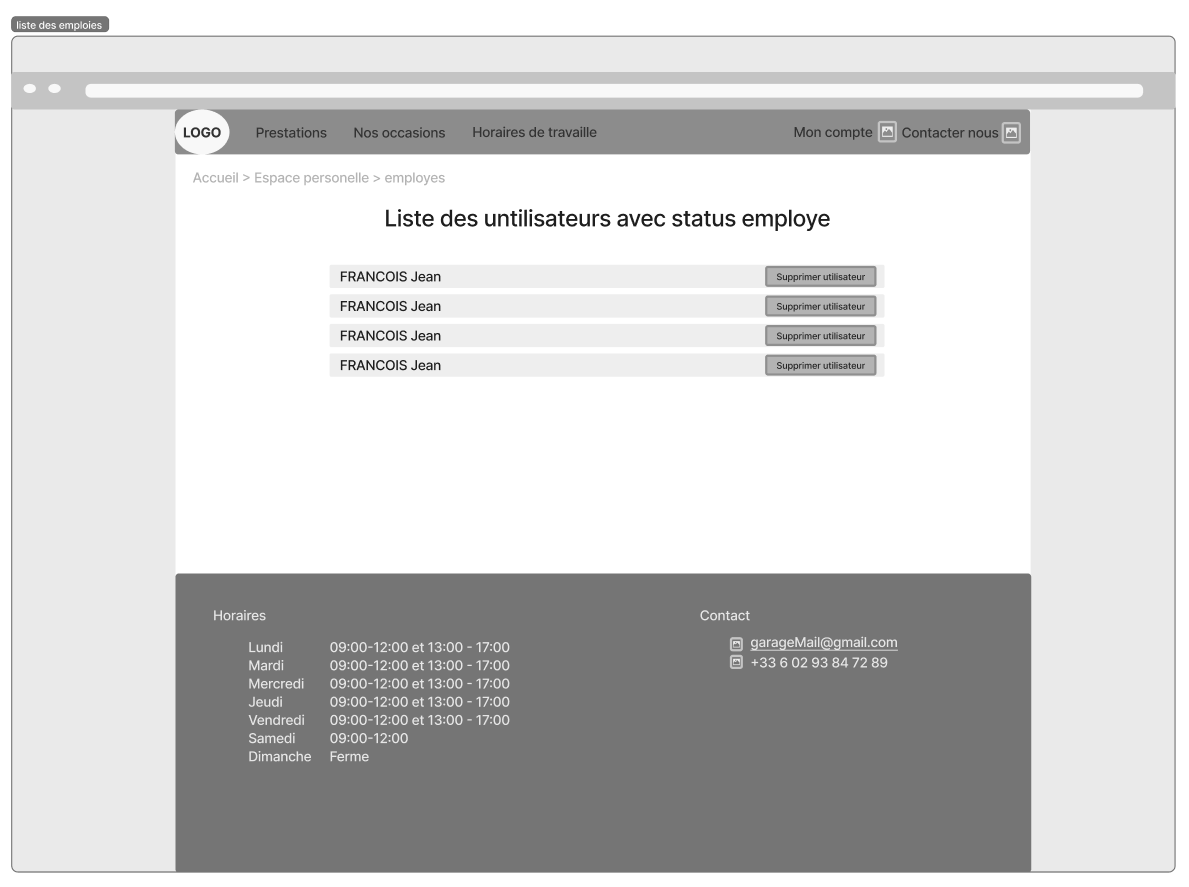 liste des emploies
LOGO Prestations Nos occasions Horaires de travaille Mon compte Contacter nous
Accueil > Espace personelle > employes
Liste des untilisateurs avec status employe
FRANCOIS Jean Supprimer utilisateur
FRANCOIS Jean Supprimer utilisateur
FRANCOIS Jean Supprimer utilisateur
FRANCOIS Jean Supprimer utilisateur
Horaires
Lundi 09:00-12:00 et 13:00 - 17:00
Mardi 09:00-12:00 et 13:00 - 17:00
Mercredi 09:00-12:00 et 13:00 - 17:00
Jeudi 09:00-12:00 et 13:00 - 17:00
Vendredi 09:00-12:00 et 13:00 - 17:00
Samedi 09:00-12:00
Dimanche Ferme
Contact
garageMail@gmail.com
+33 6 02 93 84 72 89